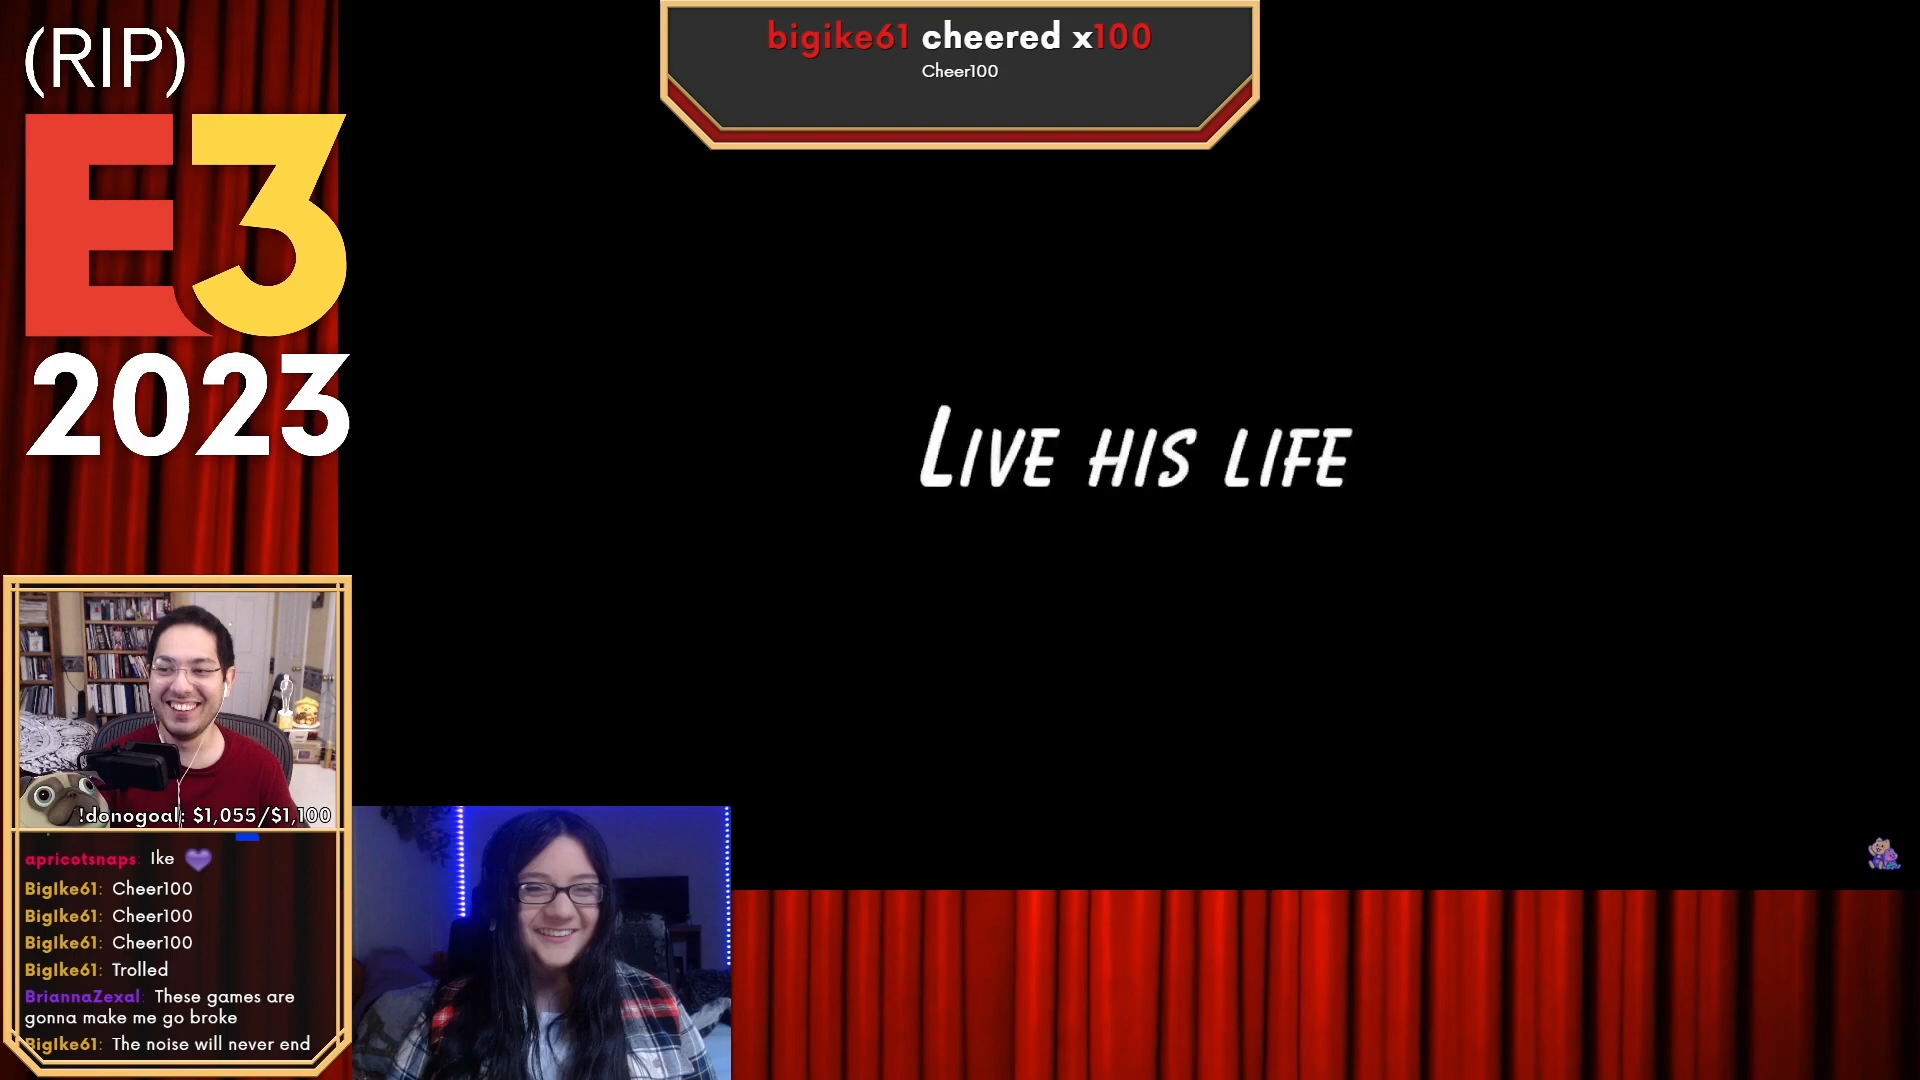 (RIP)
E3
2023
bigike61 cheered x100
Cheer100
LIVE HIS LIFE
!donogoal: $1,055/$1,100
apricotsnaps: Ike
BigIke61: Cheer100
BigIke61: Cheer100
BigIke61: Cheer100
BigIke61: Trolled
BriannaZexal: These games are
gonna make me go broke
BigIke61: The noise will never end